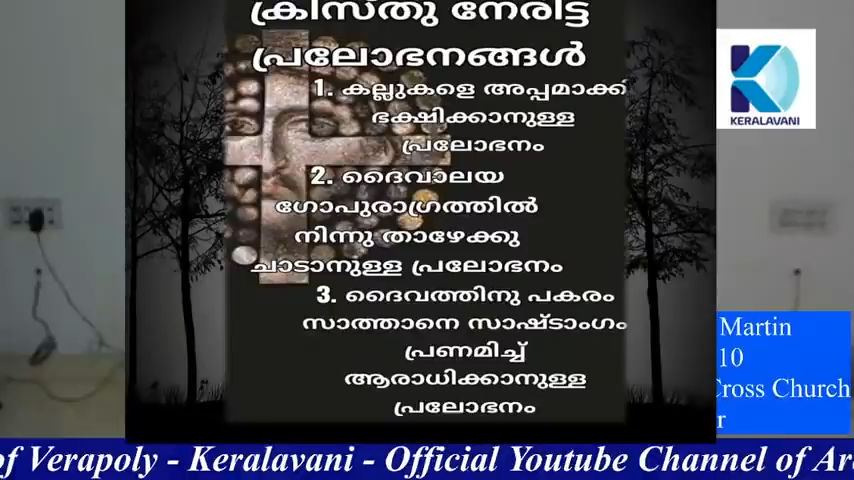 ക്രിസ്തു നേരിട്ട
പ്രലോഭനങ്ങൾ
1. കല്ലുകളെ അപ്പമാക്കി
ഭക്ഷിക്കാനുള്ള
പ്രലോഭനം
2. ദൈവാലയ
ഗോപുരാഗ്രത്തിൽ
നിന്നു താഴേക്കു
ചാടാനുള്ള പ്രലോഭനം
3. ദൈവത്തിനു പകരം
സാത്താനെ സാഷ്ടാംഗം
പ്രണമിച്ച്
ആരാധിക്കാനുള്ള
പ്രലോഭനം
KERALAVANI
Martin
10
Cross Church
r
of Verapoly - Keralavani - Official Youtube Channel of Ar